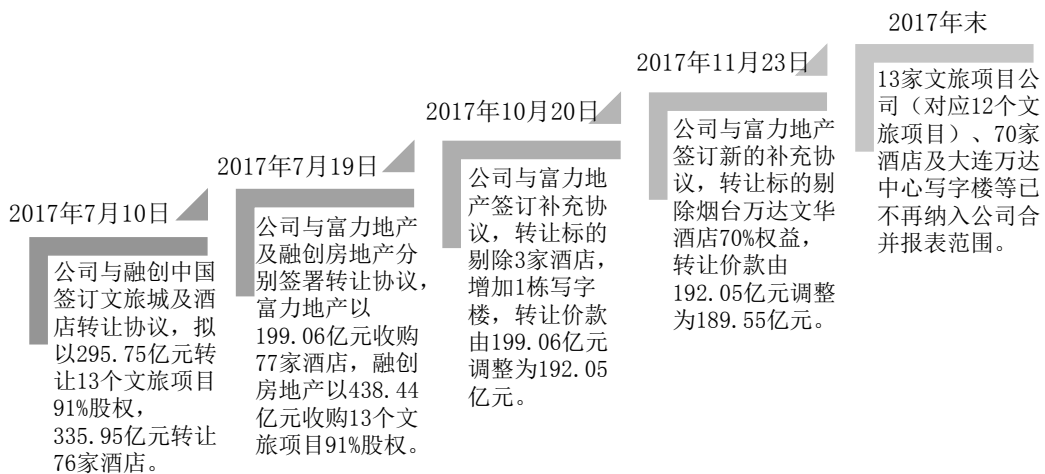 2017年7月10日
公司与融创中国
签订文旅城及酒
店转让协议，拟
以295.75亿元转
让13个文旅项目
91%股权，
335.95亿元转让
76家酒店。
2017年7月19日
公司与富力地产
及融创房地产分
别签署转让协议，
富力地产以
199.06亿元收购
77家酒店，融创
房地产以438.44
亿元收购13个文
旅项目91%股权。
2017年10月20日
公司与富力地
产签订补充协
议，转让标的
剔除3家酒店，
增加1栋写字
楼，转让价款
由199.06亿元
调整为192.05
亿元。
2017年11月23日
公司与富力地产
签订新的补充协
议，转让标的剔
除烟台万达文华
酒店70%权益，
转让价款由
192.05亿元调整
为189.55亿元。
2017年末
13家文旅项目公
司（对应12个文
旅项目）、70家
酒店及大连万达
中心写字楼等已
不再纳入公司合
并报表范围。